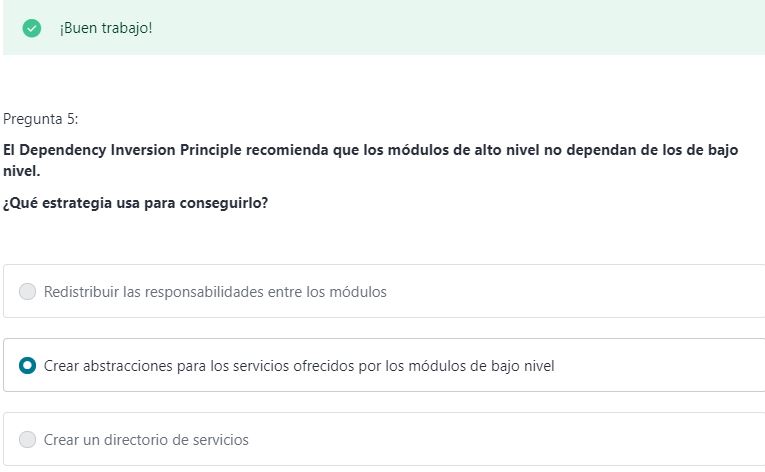 ¡Buen trabajo!
Pregunta 5:
El Dependency Inversion Principle recomienda que los módulos de alto nivel no dependan de los de bajo
nivel.
¿Qué estrategia usa para conseguirlo?
Redistribuir las responsabilidades entre los módulos
Crear abstracciones para los servicios ofrecidos por los módulos de bajo nivel
Crear un directorio de servicios